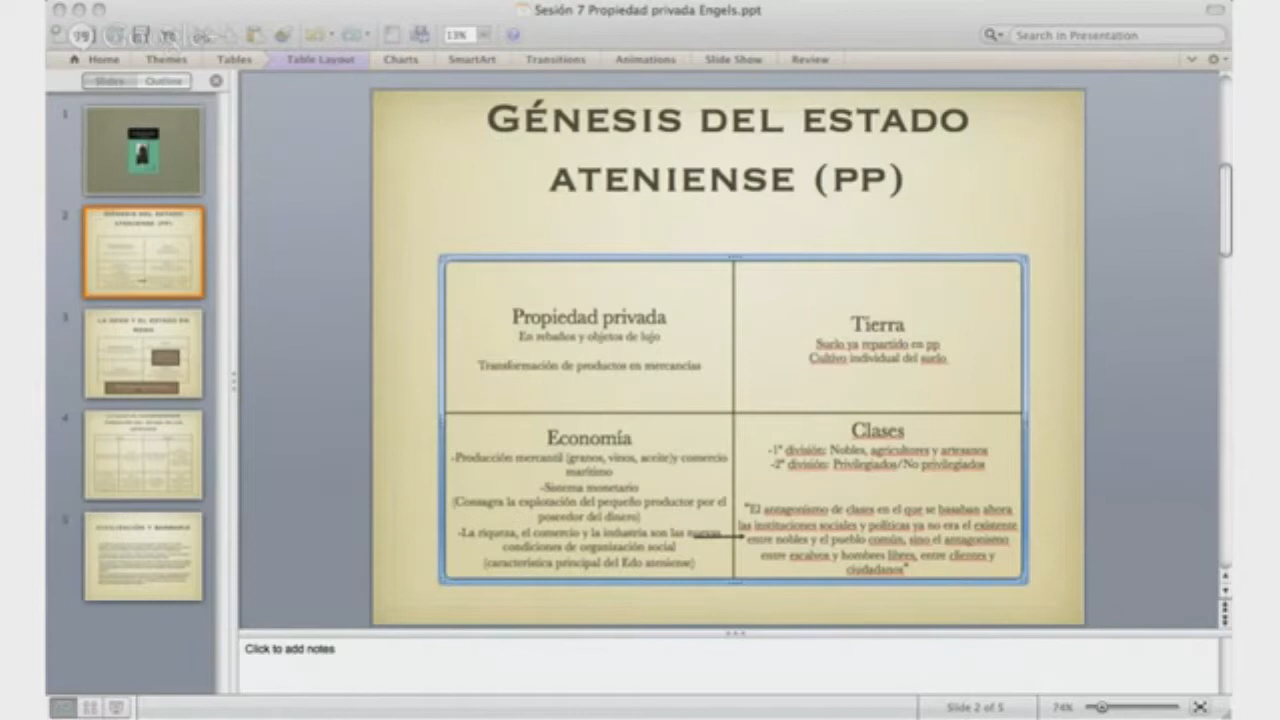 Sesión 7 Propiedad privada Engels.ppt
13%
Search in Presentation
Home Themes Tables Table Layout Charts SmartArt Transitions Animations Slide Show Review
Slides Outline
1
2
3
4
5
GÉNESIS DEL ESTADO
ATENIENSE (PP)
Propiedad privada
En rebaños y objetos de lujo
Transformación de productos en mercancías
Tierra
Suelo ya repartido en pp
Cultivo individual del suelo
Economía
-Producción mercantil (granos, vinos, aceite)y comercio
marítimo
-Sistema monetario
(Consagra la explotación del pequeño productor por el
poseedor del dinero)
-La riqueza, el comercio y la industria son las nuevas
condiciones de organización social
(característica principal del Edo ateniense)
Clases
-1ª división: Nobles, agricultores y artesanos
-2ª división: Privilegiados/No privilegiados
"El antagonismo de clases en el que se basaban ahora
las instituciones sociales y políticas ya no era el existente
entre nobles y el pueblo común, sino el antagonismo
entre esclavos y hombres libres, entre clientes y
ciudadanos"
Click to add notes
Slide 2 of 5
74%